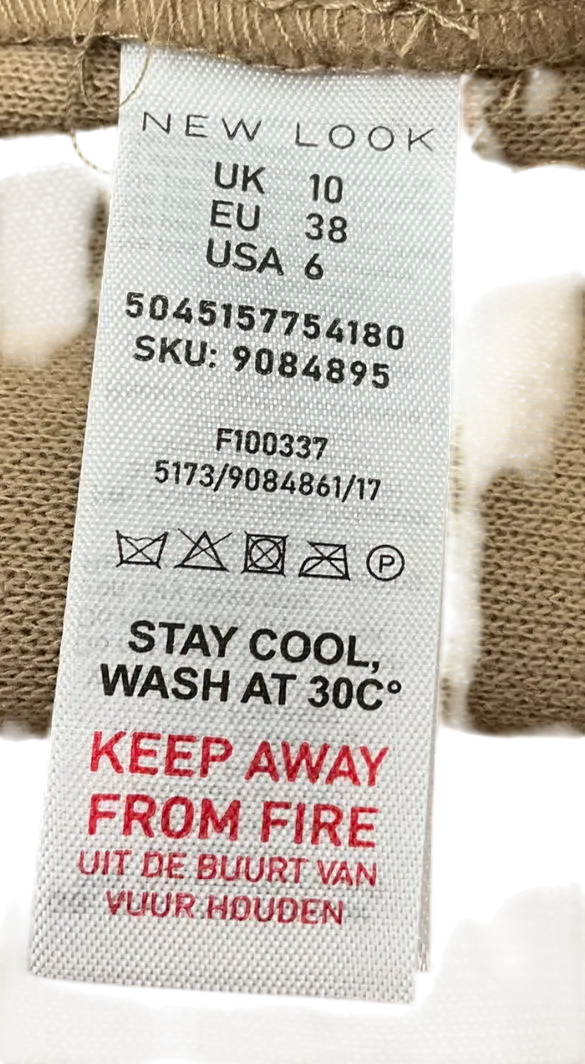 NEW LOOK
UK 10
EU 38
USA 6
5045157754180
SKU: 9084895
F100337
5173/9084861/17
P
STAY COOL,
WASH AT 30C°
KEEP AWAY
FROM FIRE
UIT DE BUURT VAN
VUUR HOUDEN